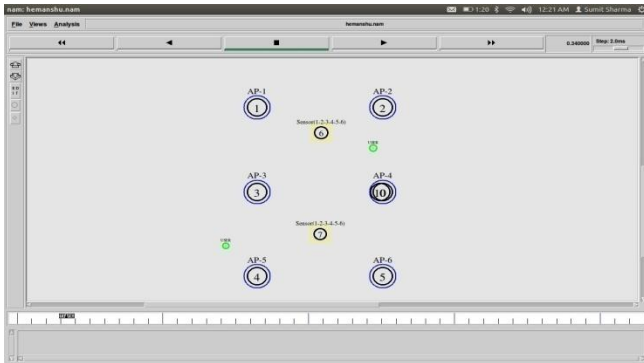 nam: hemanshu.nam
1:20
12:21 AM
Sumit Sharma
File Views Analysis
hemanshu.nam
0.340000
Step: 2.0ms
AP-1
1
AP-2
2
Sensor(1-2-3-4-5-6)
6
AP-3
3
AP-4
10
Sensor(1-2-3-4-5-6)
7
AP-5
4
AP-6
5